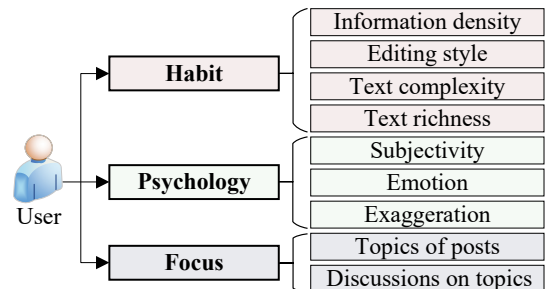 User
Habit
Information density
Editing style
Text complexity
Text richness
Psychology
Subjectivity
Emotion
Exaggeration
Focus
Topics of posts
Discussions on topics